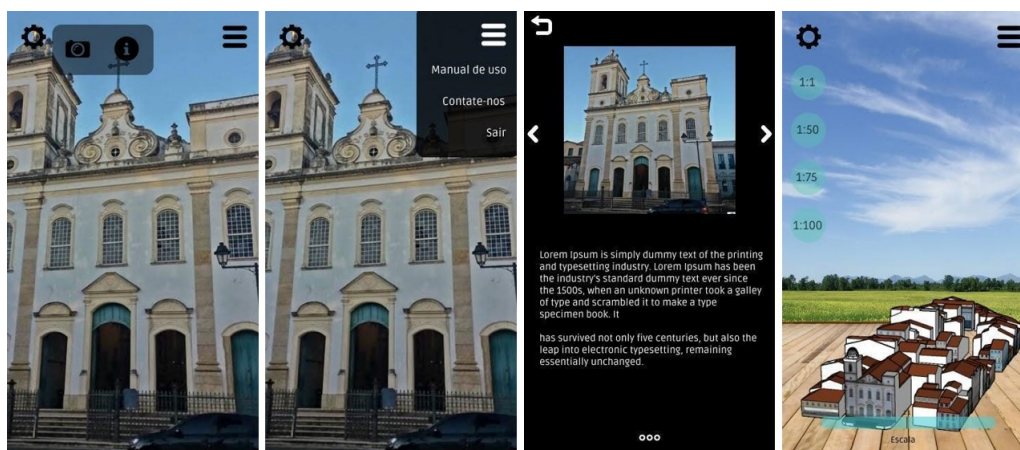 Manual de uso
Contate-nos
Sair
Lorem Ipsum is simply dummy text of the printing
and typesetting industry. Lorem Ipsum has been
the industry's standard dummy text ever since
the 1500s, when an unknown printer took a galley
of type and scrambled it to make a type
specimen book. It
has survived not only five centuries, but also the
leap into electronic typesetting, remaining
essentially unchanged.
1:1
1:50
1:75
1:100
Escala